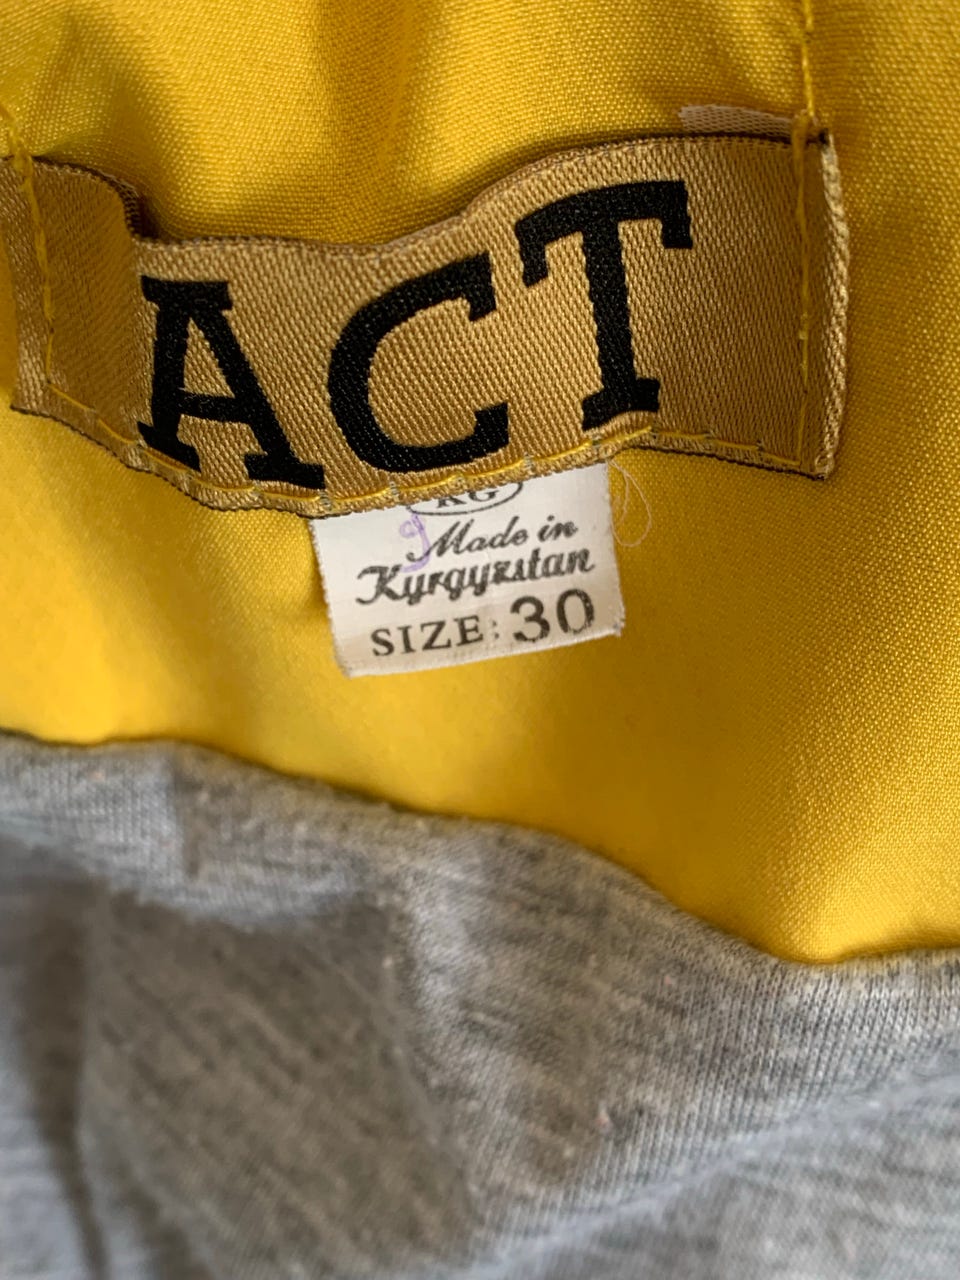 ACT
KG
Made in
Kyrgyzstan
SIZE: 30